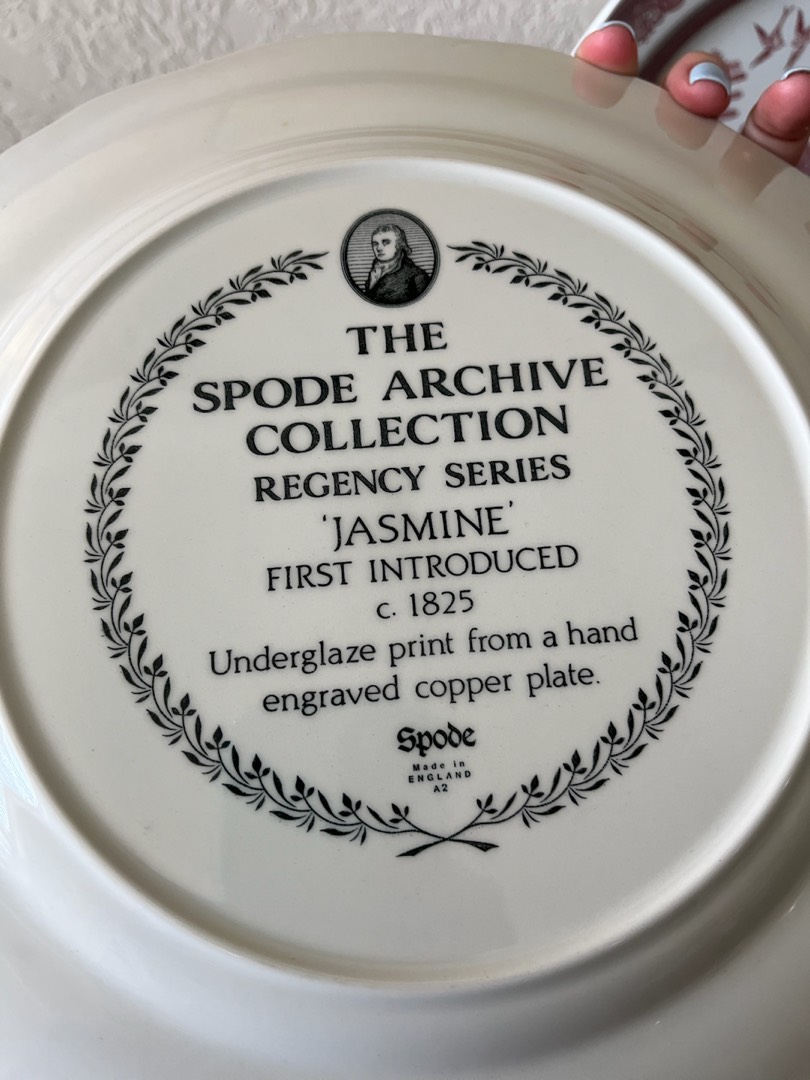 THE
SPODE ARCHIVE
COLLECTION
REGENCY SERIES
'JASMINE'
FIRST INTRODUCED
c. 1825
Underglaze print from a hand
engraved copper plate.
Spode
Made in
ENGLAND
A2